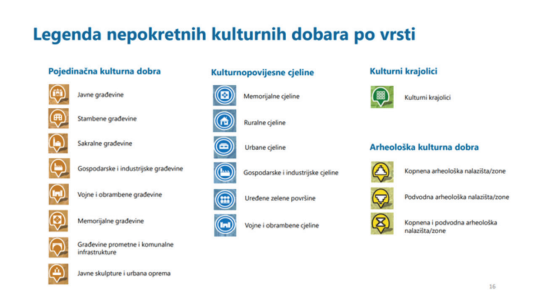 Legenda nepokretnih kulturnih dobara po vrsti
Pojedinačna kulturna dobra
Javne građevine
Stambene građevine
Sakralne građevine
Gospodarske i industrijske građevine
Vojne i obrambene građevine
Memorijalne građevine
Građevine prometne i komunalne
infrastrukture
Javne skulpture i urbana oprema
Kulturnopovijesne cjeline
Memorijalne cjeline
Ruralne cjeline
Urbane cjeline
Gospodarske i industrijske cjeline
Uređene zelene površine
Vojne i obrambene cjeline
Kulturni krajolici
Kulturni krajolici
Arheološka kulturna dobra
Kopnena arheološka nalazišta/zone
Podvodna arheološka nalazišta/zone
Kopnena i podvodna arheološka
nalazišta/zone
16